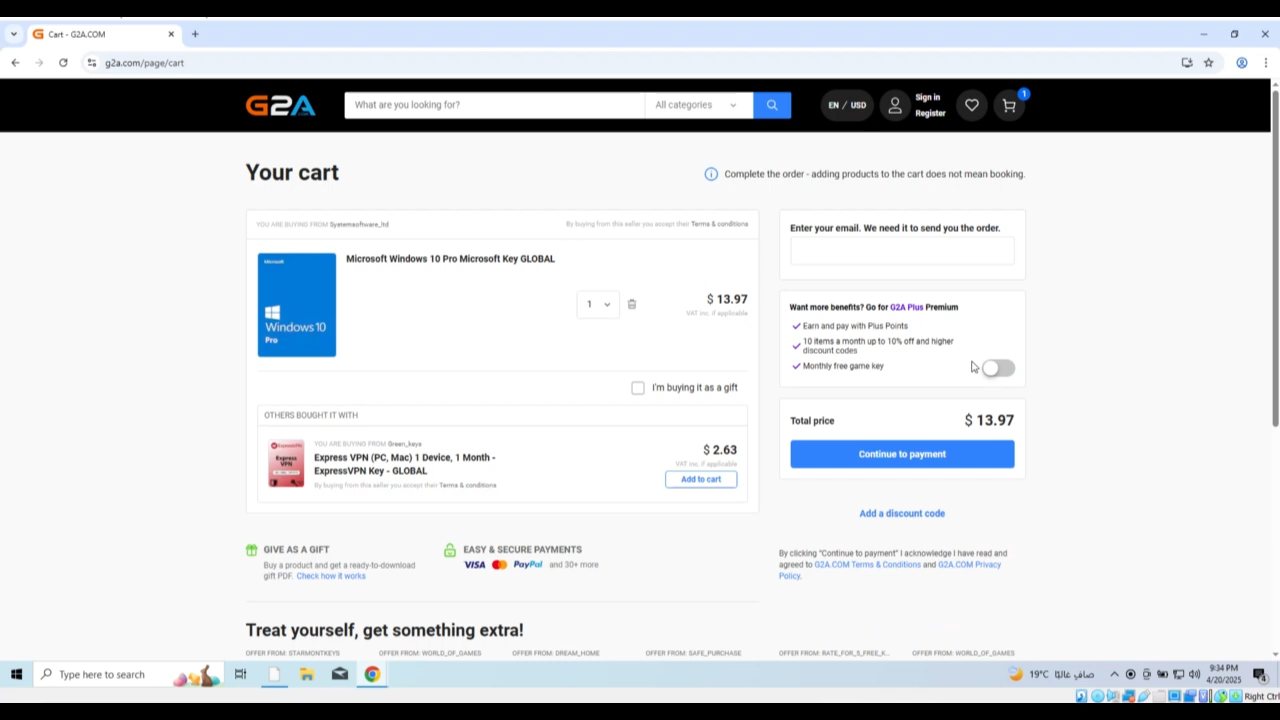 Cart - G2A.COM
g2a.com/page/cart
G2A
.COM
What are you looking for?
All categories
EN / USD
Sign in
Register
1
Your cart
Complete the order - adding products to the cart does not mean booking.
YOU ARE BUYING FROM Systemsoftware_ltd
By buying from this seller you accept their Terms & conditions
Microsoft
Windows 10
Pro
Microsoft Windows 10 Pro Microsoft Key GLOBAL
1
$ 13.97
VAT inc. if applicable
I'm buying it as a gift
OTHERS BOUGHT IT WITH
ExpressVPN
Express
VPN
YOU ARE BUYING FROM Green_keys
Express VPN (PC, Mac) 1 Device, 1 Month -
ExpressVPN Key - GLOBAL
By buying from this seller you accept their Terms & conditions
$ 2.63
VAT inc. if applicable
Add to cart
Enter your email. We need it to send you the order.
Want more benefits? Go for G2A Plus Premium
Earn and pay with Plus Points
10 items a month up to 10% off and higher
discount codes
Monthly free game key
Total price
$ 13.97
Continue to payment
Add a discount code
By clicking "Continue to payment" I acknowledge I have read and
agreed to G2A.COM Terms & Conditions and G2A.COM Privacy
Policy.
GIVE AS A GIFT
Buy a product and get a ready-to-download
gift PDF. Check how it works
EASY & SECURE PAYMENTS
VISA PayPal and 30+ more
Treat yourself, get something extra!
OFFER FROM: STARMONTKEYS
OFFER FROM: WORLD_OF_GAMES
OFFER FROM: DREAM_HOME
OFFER FROM: SAFE_PURCHASE
OFFER FROM: RATE_FOR_5_FREE_K...
OFFER FROM: WORLD_OF_GAMES
Type here to search
19°C صافٍ غالبًا
9:34 PM
4/20/2025
Right Ctrl